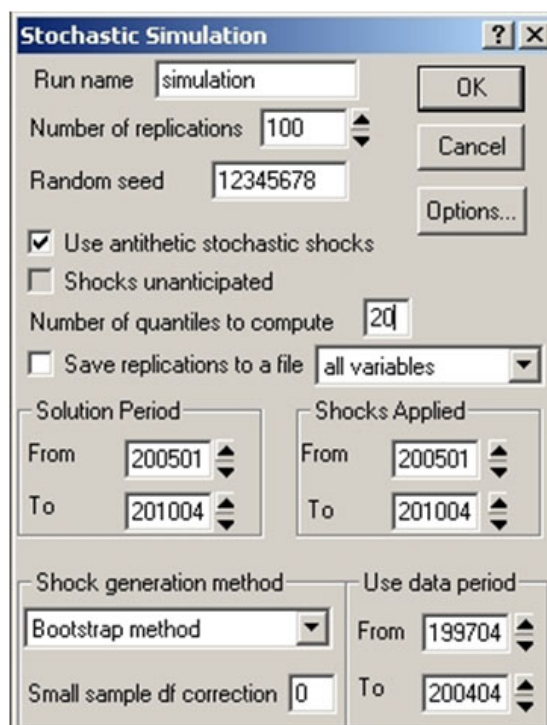 Stochastic Simulation
Run name simulation
OK
Number of replications 100
Cancel
Random seed 12345678
Options...
Use antithetic stochastic shocks
Shocks unanticipated
Number of quantiles to compute 20
Save replications to a file all variables
Solution Period
From 200501
To 201004
Shocks Applied
From 200501
To 201004
Shock generation method
Bootstrap method
Small sample df correction 0
Use data period
From 199704
To 200404